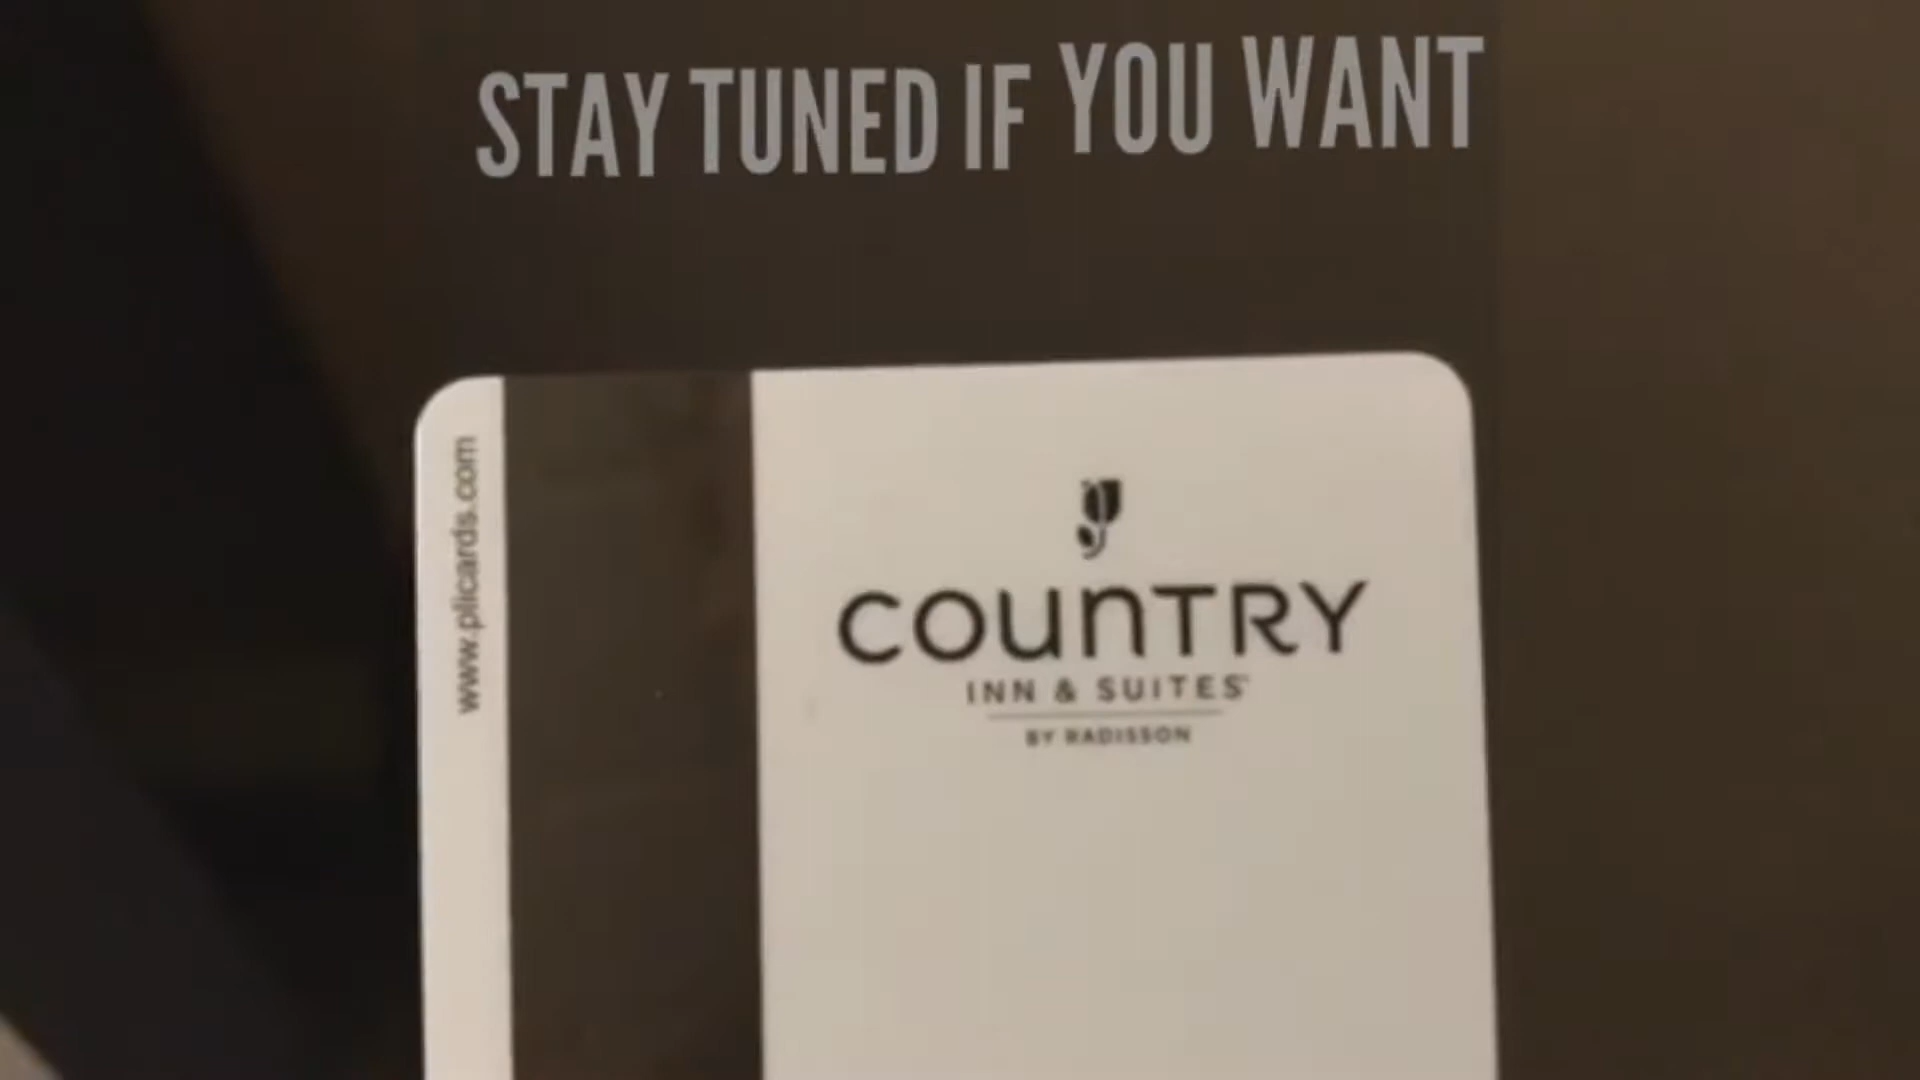 STAY TUNED IF YOU WANT
www.plicards.com
COUNTRY
INN & SUITES
BY RADISSON